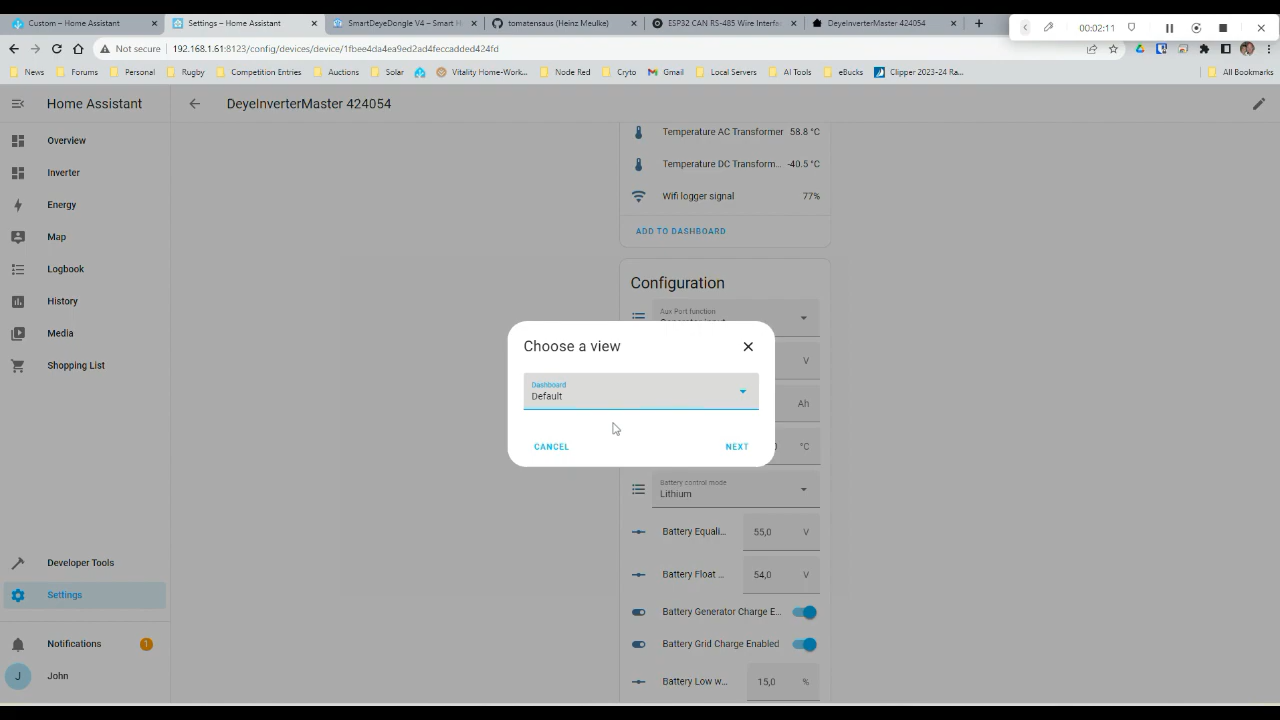 Custom – Home Assistant
Settings – Home Assistant
SmartDeyeDongle V4 – Smart H
tomatensaus (Heinz Meulke)
ESP32 CAN RS-485 Wire Interfa
DeyeInverterMaster 424054
00:02:11
Not secure
192.168.1.61:8123/config/devices/device/1fbee4da4ea9ed2ad4feccadded424fd
News
Forums
Personal
Rugby
Competition Entries
Auctions
Solar
Vitality Home-Work...
Node Red
Cryto
Gmail
Local Servers
AI Tools
eBucks
Clipper 2023-24 Ra...
All Bookmarks
Home Assistant
DeyeInverterMaster 424054
Overview
Inverter
Energy
Map
Logbook
History
Media
Shopping List
Developer Tools
Settings
Notifications
1
J
John
Temperature AC Transformer 58.8 °C
Temperature DC Transform... -40.5 °C
Wifi logger signal 77%
ADD TO DASHBOARD
Configuration
Aux Port function
V
Ah
°C
Choose a view
Dashboard
Default
CANCEL
NEXT
Battery control mode
Lithium
Battery Equali... 55,0 V
Battery Float ... 54,0 V
Battery Generator Charge E...
Battery Grid Charge Enabled
Battery Low w... 15,0 %